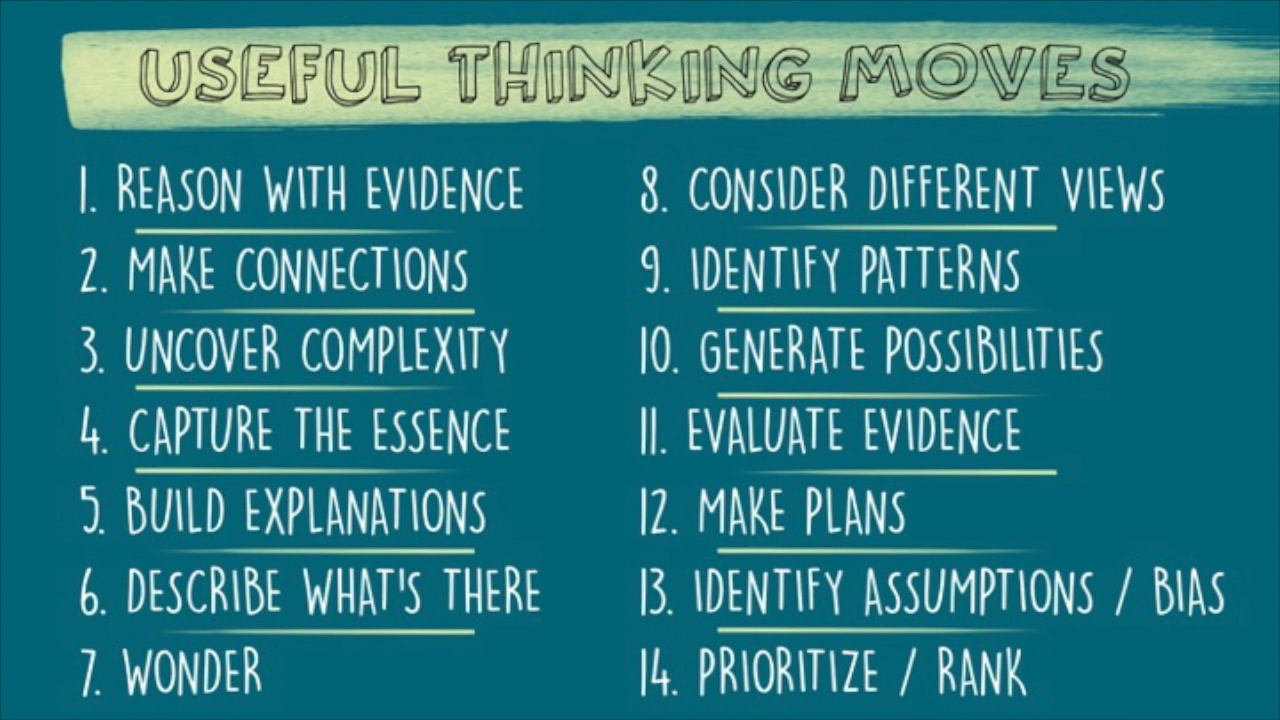 USEFUL THINKING MOVES
1. REASON WITH EVIDENCE
2. MAKE CONNECTIONS
3. UNCOVER COMPLEXITY
4. CAPTURE THE ESSENCE
5. BUILD EXPLANATIONS
6. DESCRIBE WHAT'S THERE
7. WONDER
8. CONSIDER DIFFERENT VIEWS
9. IDENTIFY PATTERNS
10. GENERATE POSSIBILITIES
11. EVALUATE EVIDENCE
12. MAKE PLANS
13. IDENTIFY ASSUMPTIONS / BIAS
14. PRIORITIZE / RANK